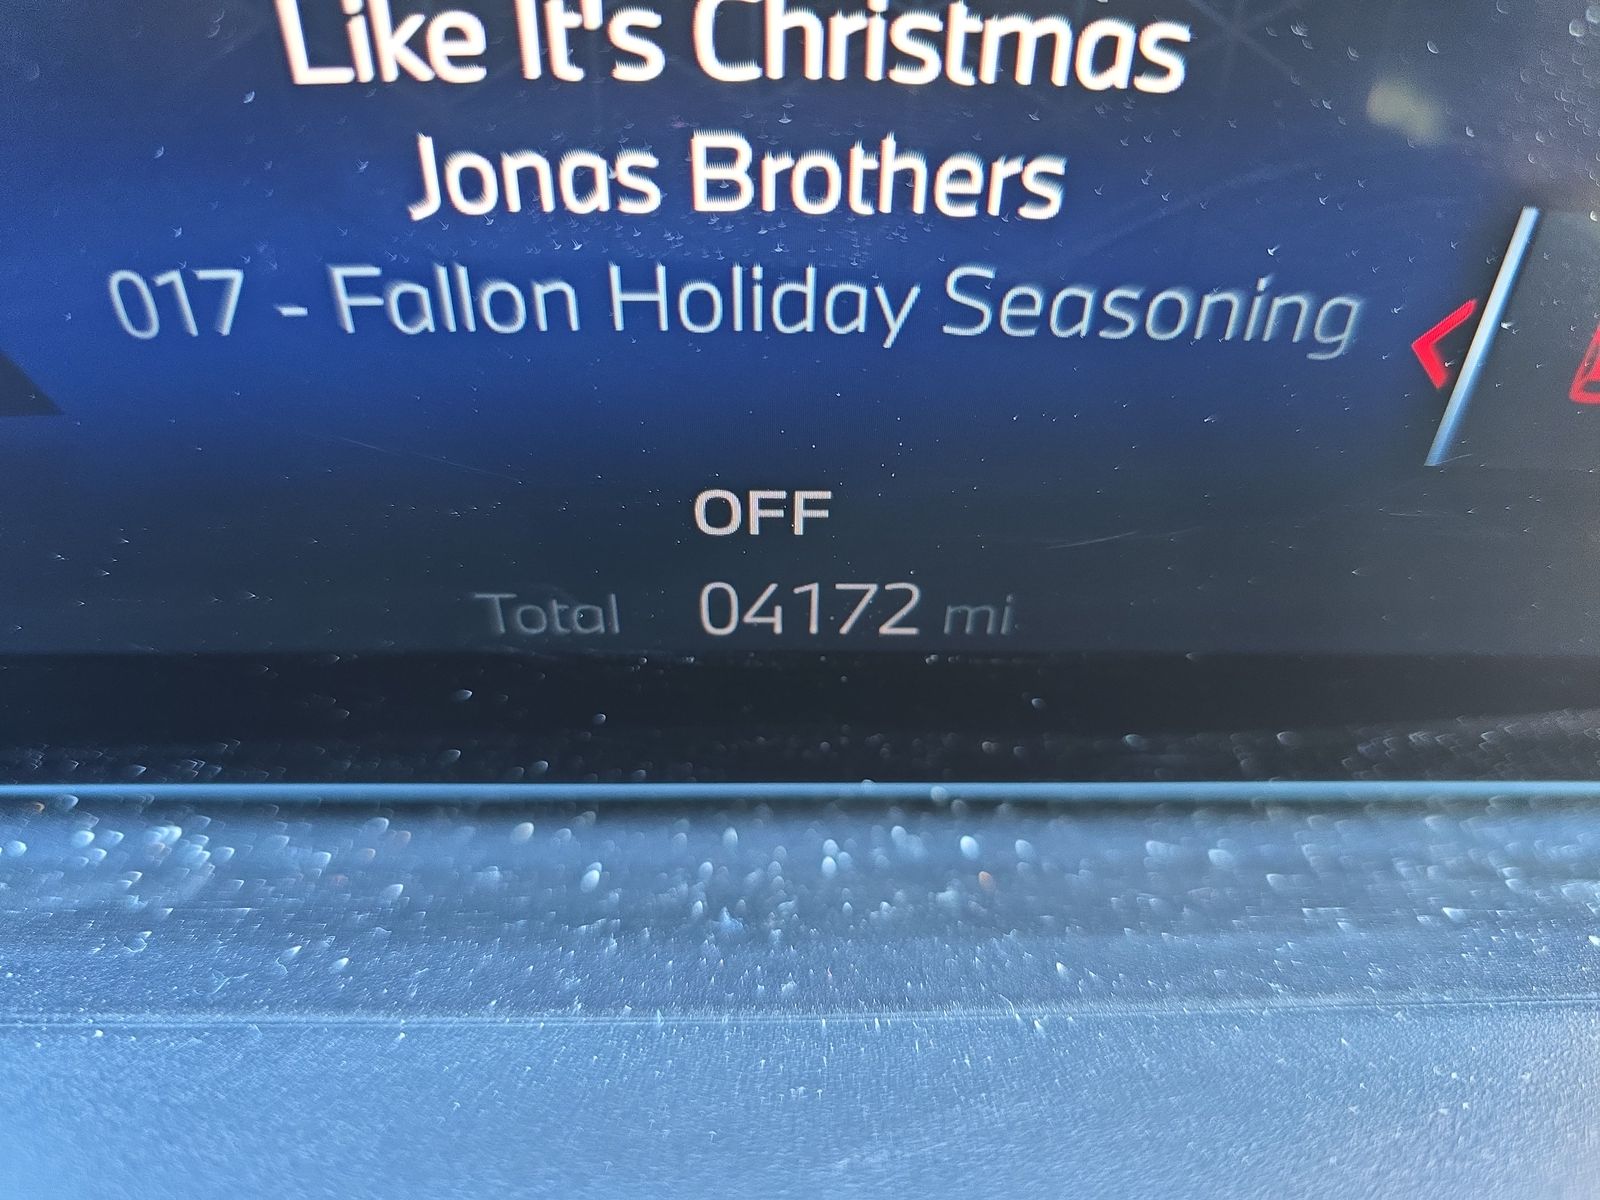 Like It's Christmas
Jonas Brothers
017 - Fallon Holiday Seasoning
OFF
Total 04172 mi